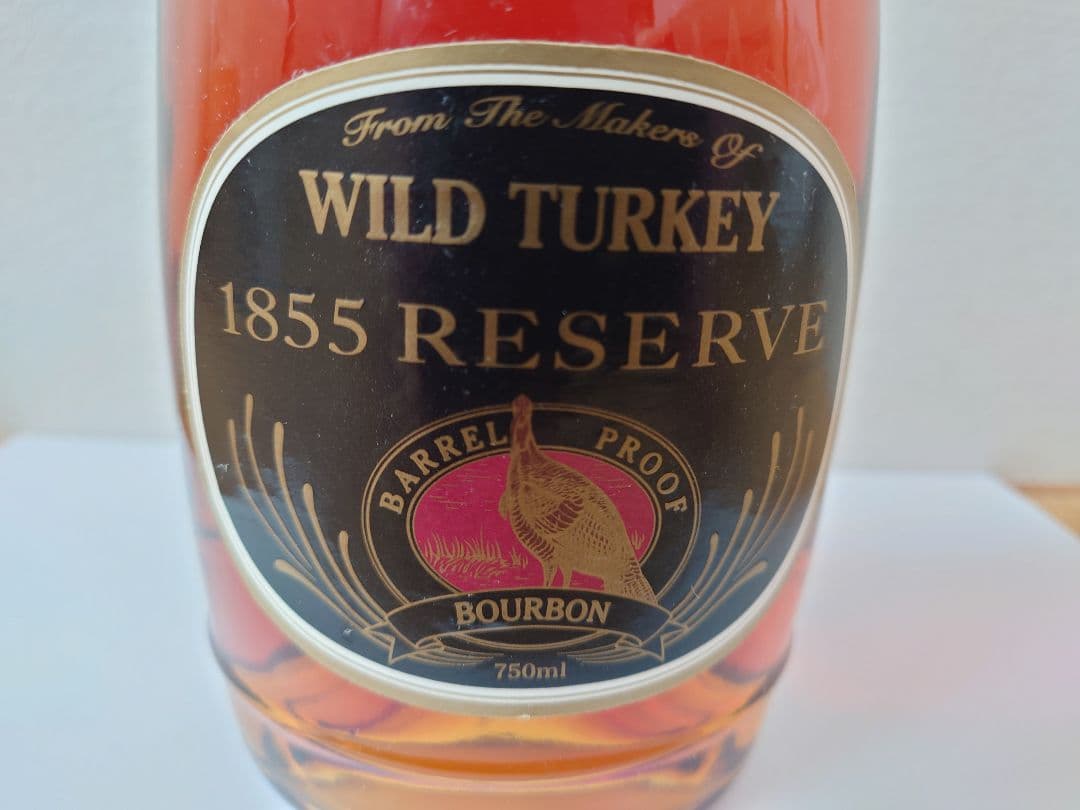 From The Makers Of
WILD TURKEY
1855 RESERVE
BARREL PROOF
BOURBON
750ml